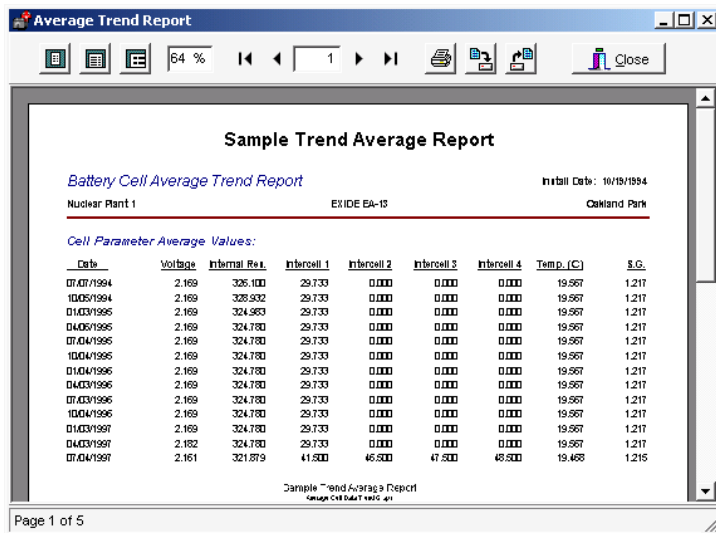 Average Trend Report
64 %
1
Close
Sample Trend Average Report
Battery Cell Average Trend Report
Install Date: 10/19/1994
Nuclear Plant 1 EXIDE EA-13 Oakland Park
Cell Parameter Average Values:
Date Voltage Internal Res. Intercell 1 Intercell 2 Intercell 3 Intercell 4 Temp. (C) S.G.
07/07/1994 2.169 326.100 29.733 0.000 0.000 0.000 19.567 1.217
10/05/1994 2.169 328.932 29.733 0.000 0.000 0.000 19.567 1.217
01/03/1995 2.169 324.983 29.733 0.000 0.000 0.000 19.567 1.217
04/05/1995 2.169 324.780 29.733 0.000 0.000 0.000 19.567 1.217
07/04/1995 2.169 324.780 29.733 0.000 0.000 0.000 19.567 1.217
10/04/1995 2.169 324.780 29.733 0.000 0.000 0.000 19.567 1.217
01/04/1996 2.169 324.780 29.733 0.000 0.000 0.000 19.567 1.217
04/03/1996 2.169 324.780 29.733 0.000 0.000 0.000 19.567 1.217
07/03/1996 2.169 324.780 29.733 0.000 0.000 0.000 19.567 1.217
10/04/1996 2.169 324.780 29.733 0.000 0.000 0.000 19.567 1.217
01/03/1997 2.169 324.780 29.733 0.000 0.000 0.000 19.567 1.217
04/03/1997 2.182 324.780 29.733 0.000 0.000 0.000 19.567 1.217
07/04/1997 2.161 321.879 41.500 46.500 47.500 48.500 19.468 1.215
Sample Trend Average Report
Average Cell Data Trend Graph
Page 1 of 5